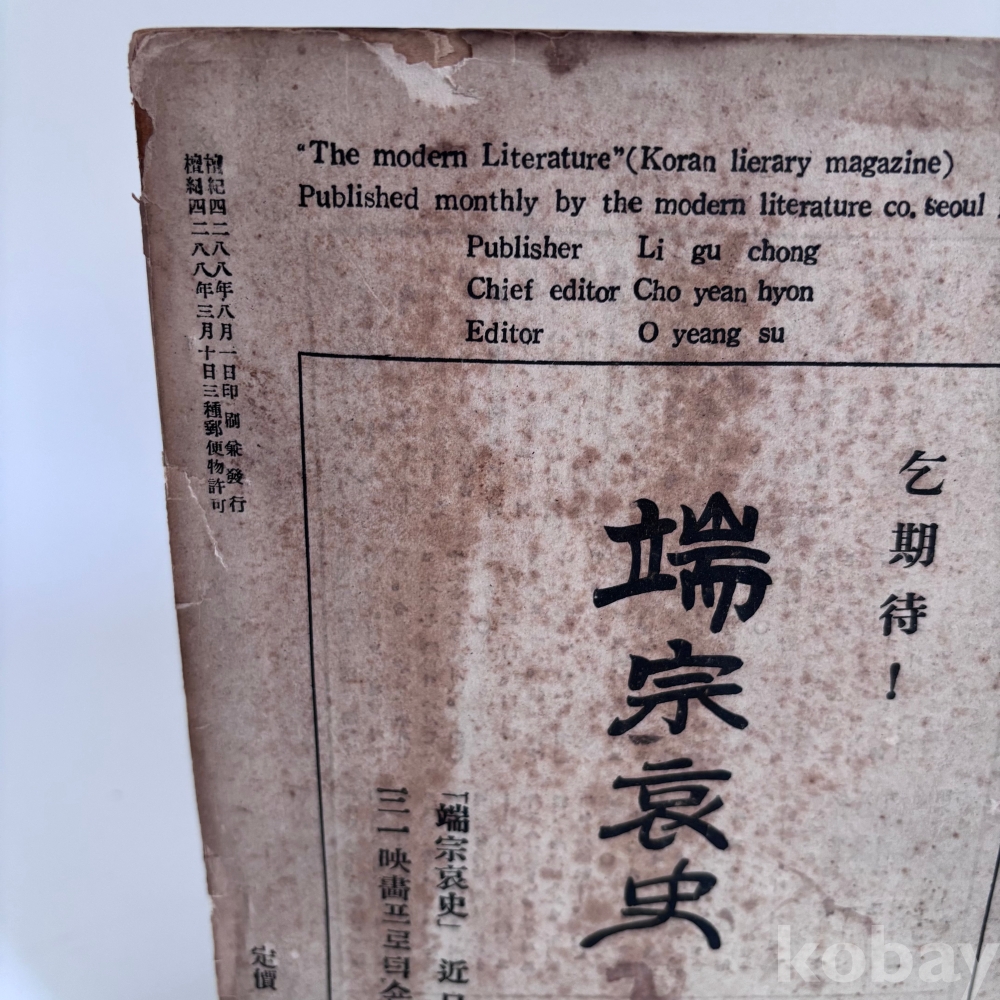 “The modern Literature”(Koran lierary magazine)
Published monthly by the modern literature co. seoul
Publisher Li gu chong
Chief editor Cho yean hyon
Editor O yeang su
檀紀四二八八年八月一日印刷兼發行
檀紀四二八八年三月十日三種郵便物許可
乞期待!
端宗哀史
「端宗哀史」近日
三一映畵프로덕숀
定價
kobay